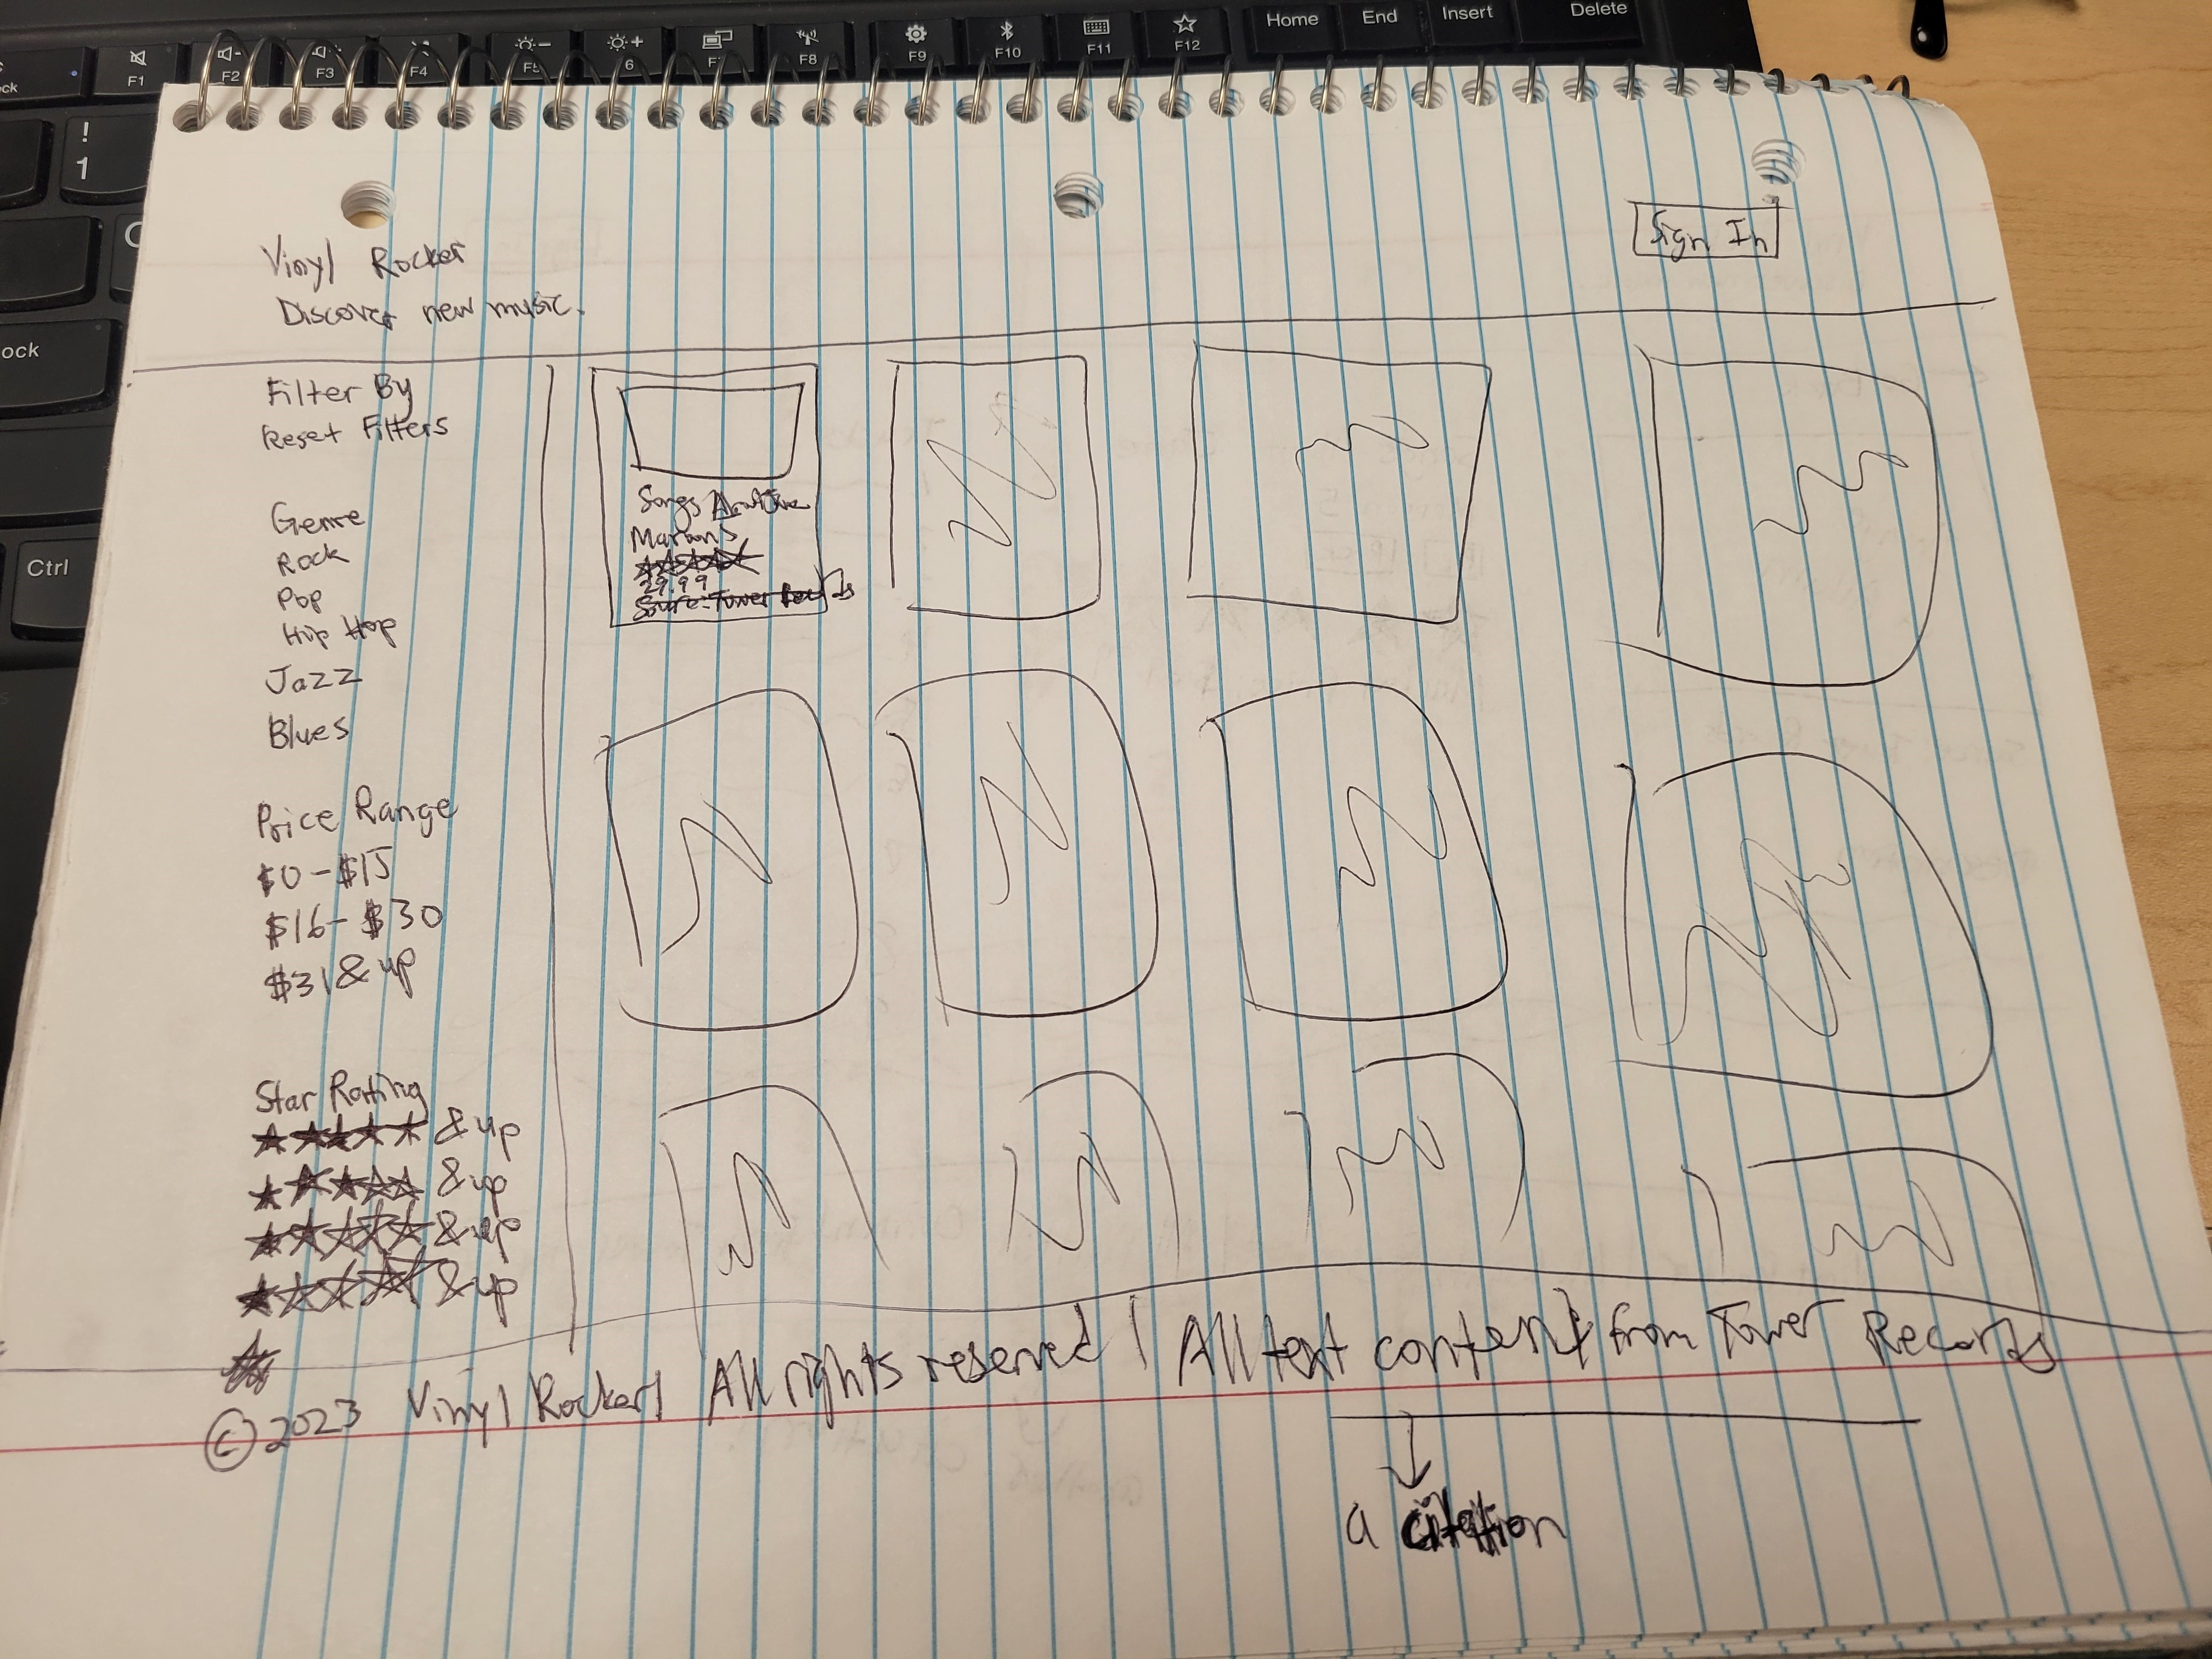 F1
F2
F3
F4
F5
6
F7
F8
F9
F10
F11
F12
Home
End
Insert
Delete
!
1
ock
Ctrl
Vinyl Rocker
Discover new music.
Sign In
Filter By
Reset Filters
Genre
Rock
Pop
Hip Hop
Jazz
Blues
Price Range
$0-$15
$16-$30
$31 & up
Star Rating
★★★★★ & up
★★★★★ & up
★★★★★ & up
★★★★★ & up
Songs About Jane
Maroon 5
★★★★★
29.99
Source: Tower Records
© 2023 Vinyl Rocker | All rights reserved | All text content from Tower Records
a citation